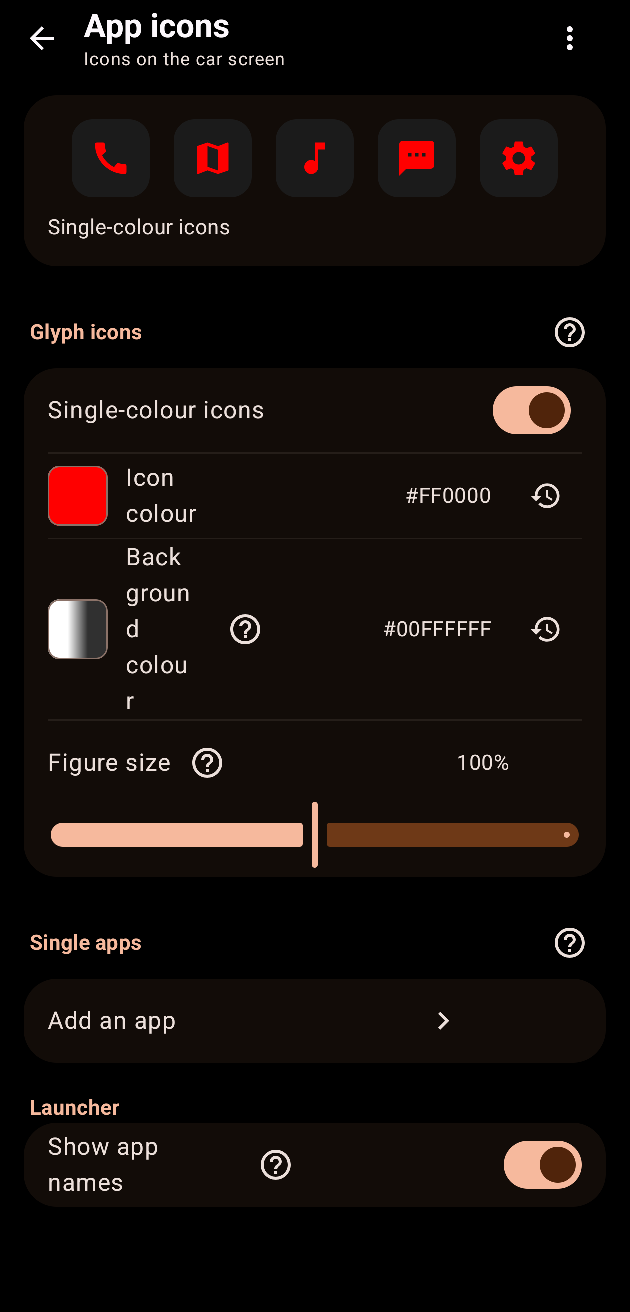 App icons
Icons on the car screen
Single-colour icons
Glyph icons
Single-colour icons
Icon
colour
#FF0000
Back
groun
d
colou
r
#00FFFFFF
Figure size
100%
Single apps
Add an app
Launcher
Show app
names